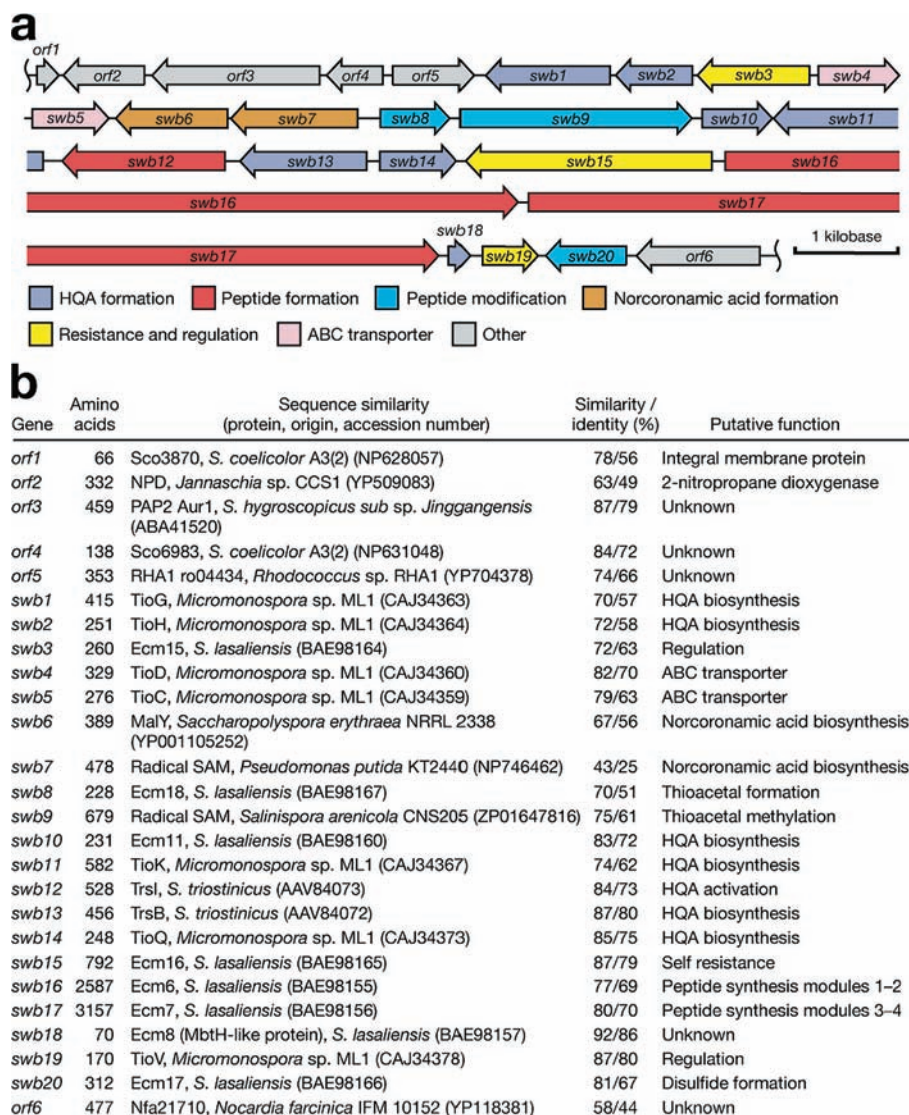 a
orf1
orf2 orf3 orf4 orf5 swb1 swb2 swb3 swb4
swb5 swb6 swb7 swb8 swb9 swb10 swb11
swb12 swb13 swb14 swb15 swb16
swb16 swb17
swb18
swb17 swb19 swb20 orf6 1 kilobase
HQA formation Peptide formation Peptide modification Norcoronamic acid formation
Resistance and regulation ABC transporter Other
b
Amino Sequence similarity Similarity /
Gene acids (protein, origin, accession number) identity (%) Putative function
orf1 66 Sco3870, S. coelicolor A3(2) (NP628057) 78/56 Integral membrane protein
orf2 332 NPD, Jannaschia sp. CCS1 (YP509083) 63/49 2-nitropropane dioxygenase
orf3 459 PAP2 Aur1, S. hygroscopicus sub sp. Jinggangensis 87/79 Unknown
(ABA41520)
orf4 138 Sco6983, S. coelicolor A3(2) (NP631048) 84/72 Unknown
orf5 353 RHA1 ro04434, Rhodococcus sp. RHA1 (YP704378) 74/66 Unknown
swb1 415 TioG, Micromonospora sp. ML1 (CAJ34363) 70/57 HQA biosynthesis
swb2 251 TioH, Micromonospora sp. ML1 (CAJ34364) 72/58 HQA biosynthesis
swb3 260 Ecm15, S. lasaliensis (BAE98164) 72/63 Regulation
swb4 329 TioD, Micromonospora sp. ML1 (CAJ34360) 82/70 ABC transporter
swb5 276 TioC, Micromonospora sp. ML1 (CAJ34359) 79/63 ABC transporter
swb6 389 MalY, Saccharopolyspora erythraea NRRL 2338 67/56 Norcoronamic acid biosynthesis
(YP001105252)
swb7 478 Radical SAM, Pseudomonas putida KT2440 (NP746462) 43/25 Norcoronamic acid biosynthesis
swb8 228 Ecm18, S. lasaliensis (BAE98167) 70/51 Thioacetal formation
swb9 679 Radical SAM, Salinispora arenicola CNS205 (ZP01647816) 75/61 Thioacetal methylation
swb10 231 Ecm11, S. lasaliensis (BAE98160) 83/72 HQA biosynthesis
swb11 582 TioK, Micromonospora sp. ML1 (CAJ34367) 74/62 HQA biosynthesis
swb12 528 TrsI, S. triostinicus (AAV84073) 84/73 HQA activation
swb13 456 TrsB, S. triostinicus (AAV84072) 87/80 HQA biosynthesis
swb14 248 TioQ, Micromonospora sp. ML1 (CAJ34373) 85/75 HQA biosynthesis
swb15 792 Ecm16, S. lasaliensis (BAE98165) 87/79 Self resistance
swb16 2587 Ecm6, S. lasaliensis (BAE98155) 77/69 Peptide synthesis modules 1–2
swb17 3157 Ecm7, S. lasaliensis (BAE98156) 80/70 Peptide synthesis modules 3–4
swb18 70 Ecm8 (MbtH-like protein), S. lasaliensis (BAE98157) 92/86 Unknown
swb19 170 TioV, Micromonospora sp. ML1 (CAJ34378) 87/80 Regulation
swb20 312 Ecm17, S. lasaliensis (BAE98166) 81/67 Disulfide formation
orf6 477 Nfa21710, Nocardia farcinica IFM 10152 (YP118381) 58/44 Unknown